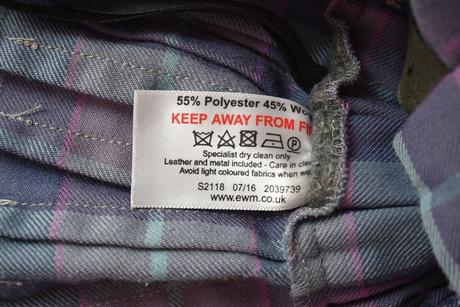 55% Polyester 45%
KEEP AWAY FROM
P
Specialist dry clean only
Leather and metal included - Care in
Avoid light coloured fabrics when
S2118 07/16 2039739
www.ewm.co.uk